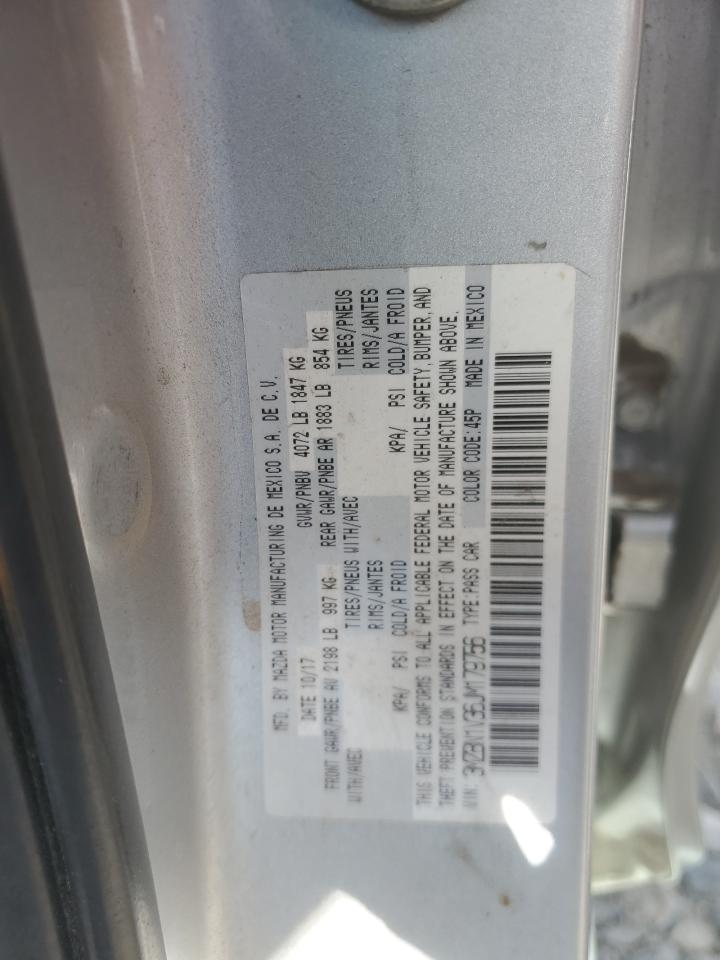 MFD. BY MAZDA MOTOR MANUFACTURING DE MEXICO S.A. DE C.V.
DATE 10/17 GVWR/PNBV 4072 LB 1847 KG
FRONT GAWR/PNBE AV 2198 LB 997 KG REAR GAWR/PNBE AR 1883 LB 854 KG
WITH/AVEC TIRES/PNEUS WITH/AVEC TIRES/PNEUS
RIMS/JANTES RIMS/JANTES
KPA/ PSI COLD/A FROID KPA/ PSI COLD/A FROID
THIS VEHICLE CONFORMS TO ALL APPLICABLE FEDERAL MOTOR VEHICLE SAFETY, BUMPER, AND
THEFT PREVENTION STANDARDS IN EFFECT ON THE DATE OF MANUFACTURE SHOWN ABOVE.
VIN: 3MZBN1V36JM179756 TYPE:PASS CAR COLOR CODE:45P MADE IN MEXICO